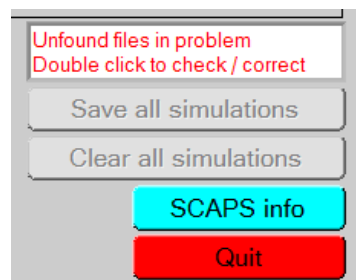 Unfound files in problem
Double click to check / correct
Save all simulations
Clear all simulations
SCAPS info
Quit